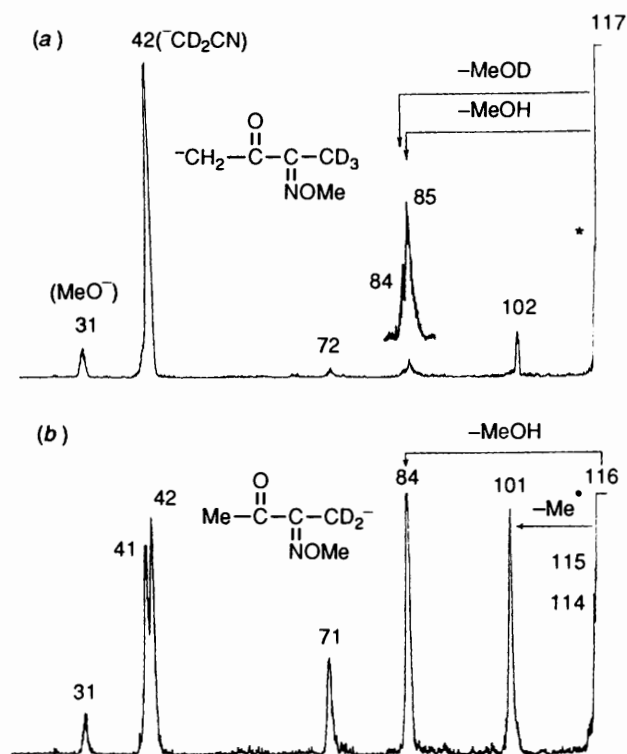 (a)
42(⁻CD₂CN)
117
–MeOD
–MeOH
O
⁻CH₂ — C — C — CD₃
NOMe
85
*
84
(MeO⁻)
31
72
102
(b)
–MeOH
42
84
101
116
O
Me — C — C — CD₂⁻
NOMe
–Me•
41
115
114
71
31